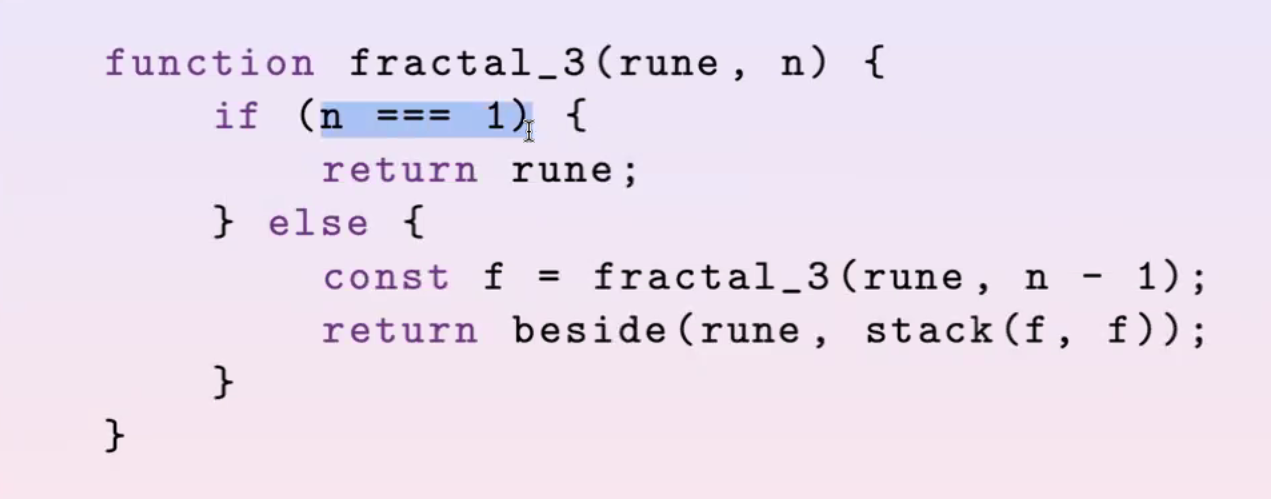 function fractal_3(rune, n) {
if (n === 1) {
return rune;
} else {
const f = fractal_3(rune, n - 1);
return beside(rune, stack(f, f));
}
}